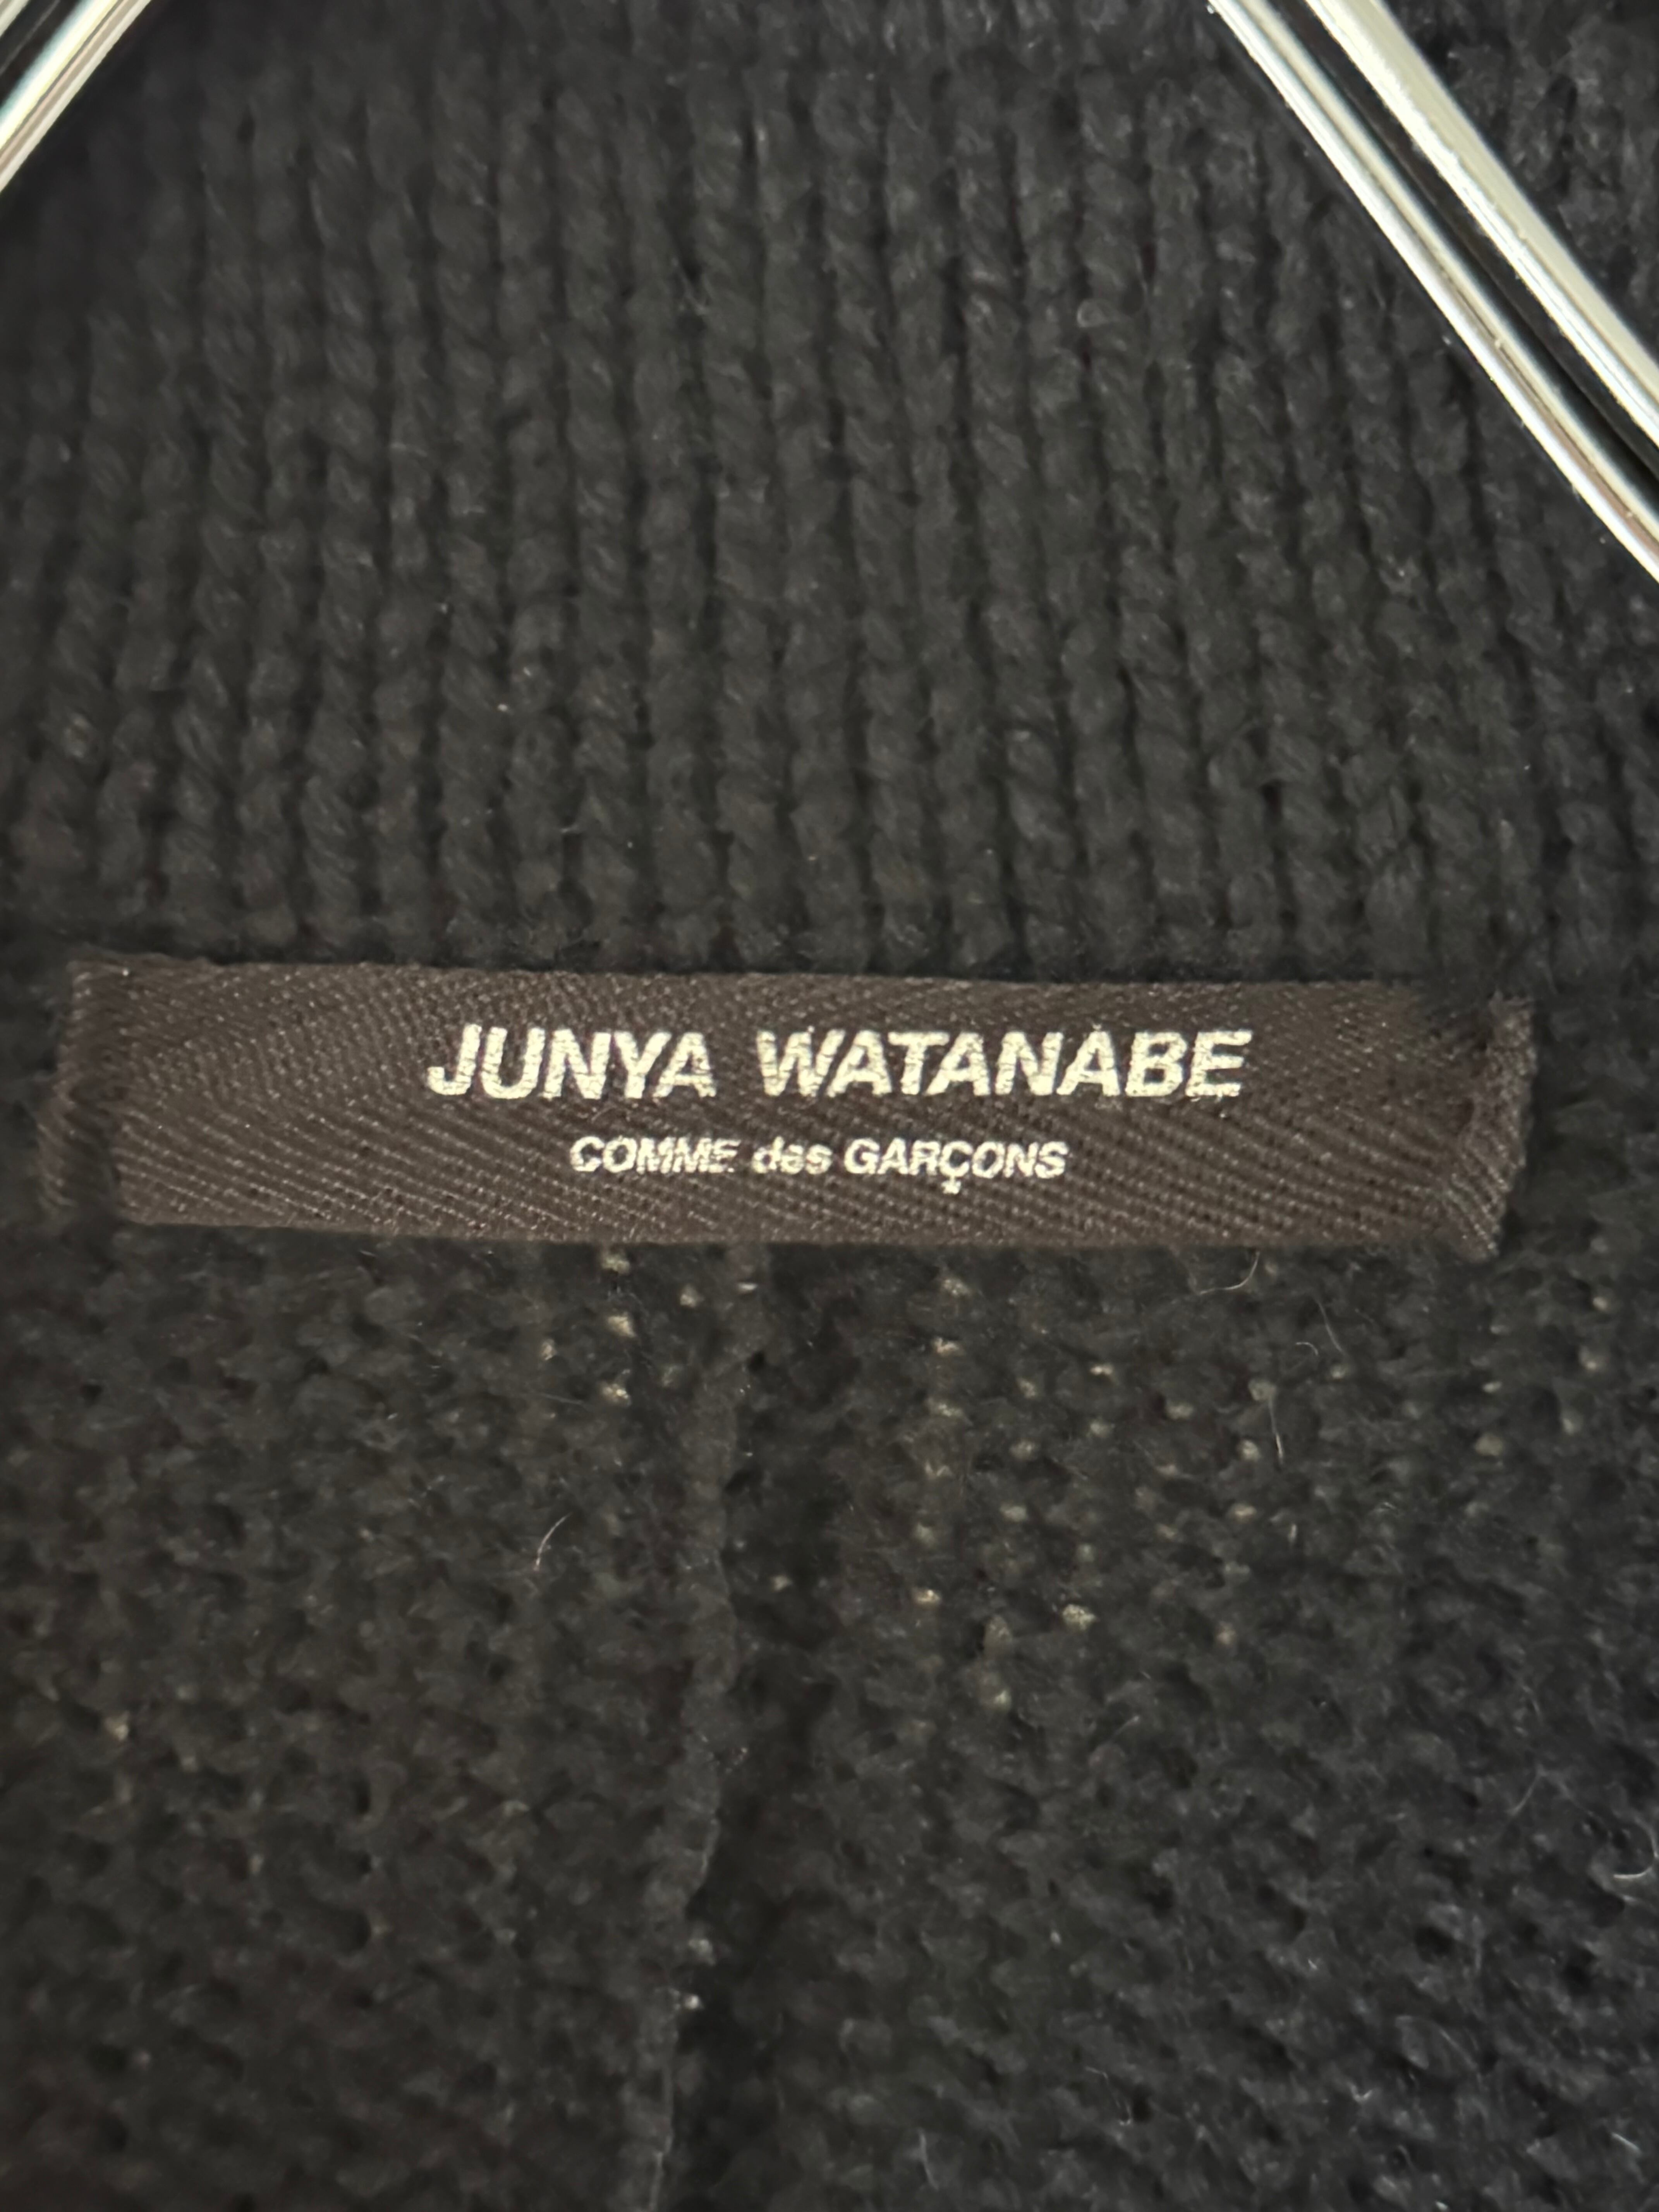 JUNYA WATANABE
COMME des GARÇONS